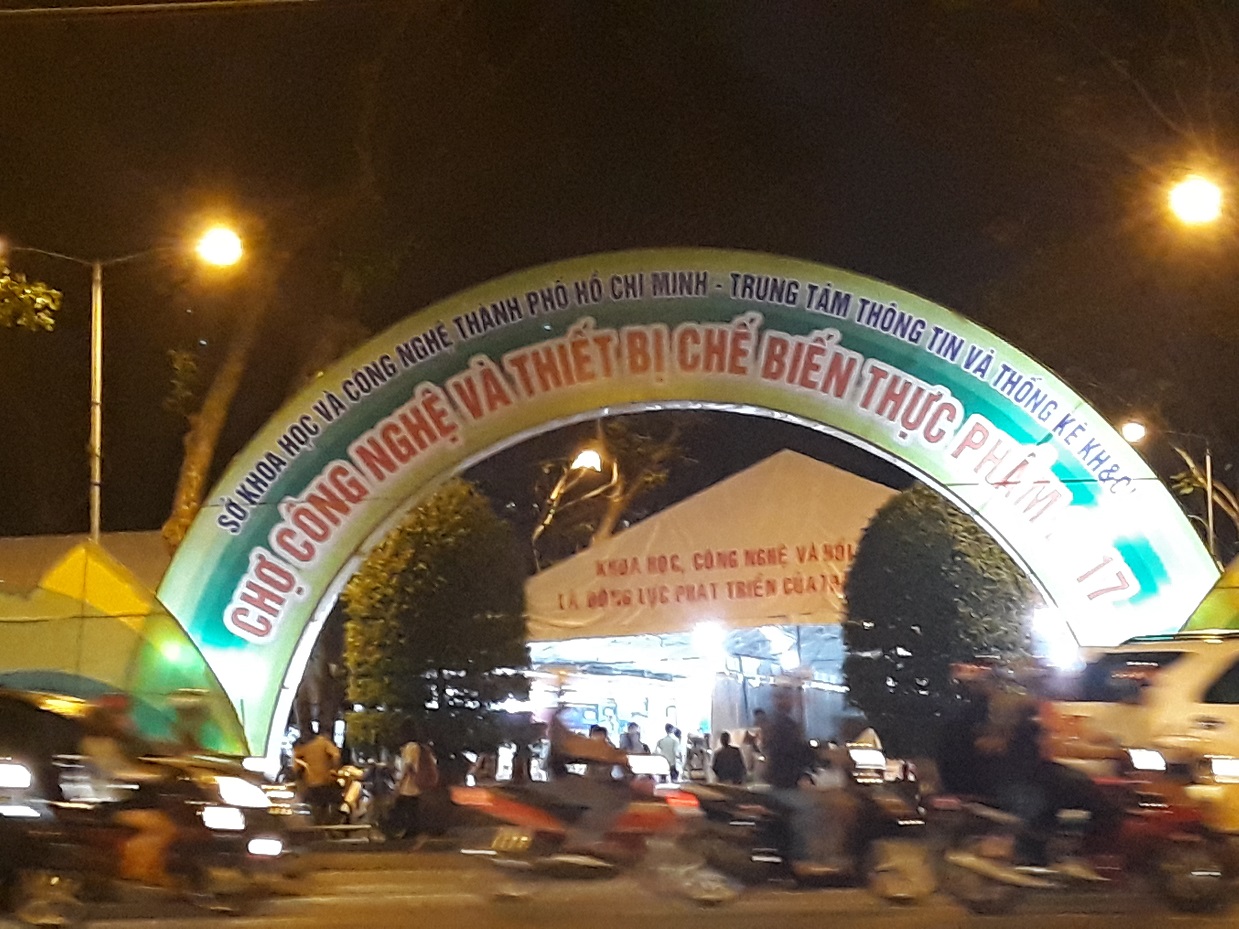 SỞ KHOA HỌC VÀ CÔNG NGHỆ THÀNH PHỐ HỒ CHÍ MINH - TRUNG TÂM THÔNG TIN VÀ THỐNG KÊ KH&C
CHỢ CÔNG NGHỆ VÀ THIẾT BỊ CHẾ BIẾN THỰC PHẨM 17
KHOA HỌC, CÔNG NGHỆ, VÀ
LÀ ĐỘNG LỰC PHÁT TRIỂN CỦA